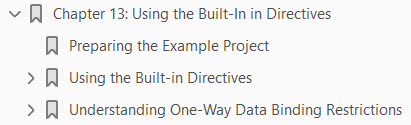 Chapter 13: Using the Built-In in Directives
Preparing the Example Project
Using the Built-in Directives
Understanding One-Way Data Binding Restrictions